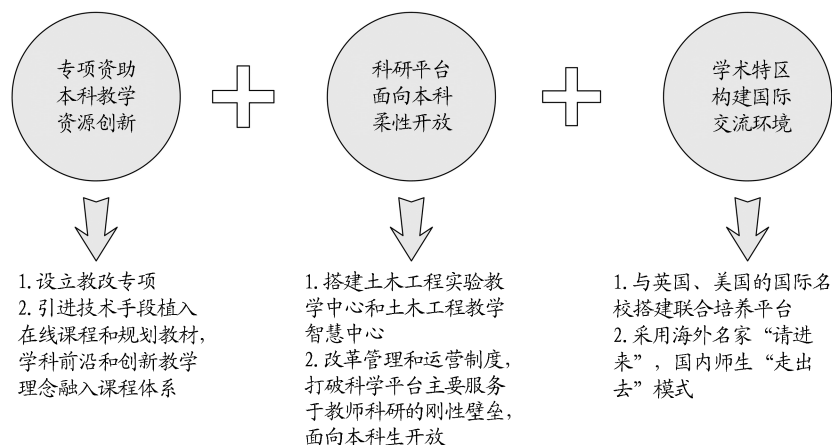 专项资助
本科教学
资源创新
科研平台
面向本科
柔性开放
学术特区
构建国际
交流环境
1. 设立教改专项
2. 引进技术手段植入
在线课程和规划教材，
学科前沿和创新教学
理念融入课程体系
1. 搭建土木工程实验教
学中心和土木工程教学
智慧中心
2. 改革管理和运营制度，
打破科学平台主要服务
于教师科研的刚性壁垒，
面向本科生开放
1. 与英国、美国的国际名
校搭建联合培养平台
2. 采用海外名家“请进
来”，国内师生“走出
去”模式